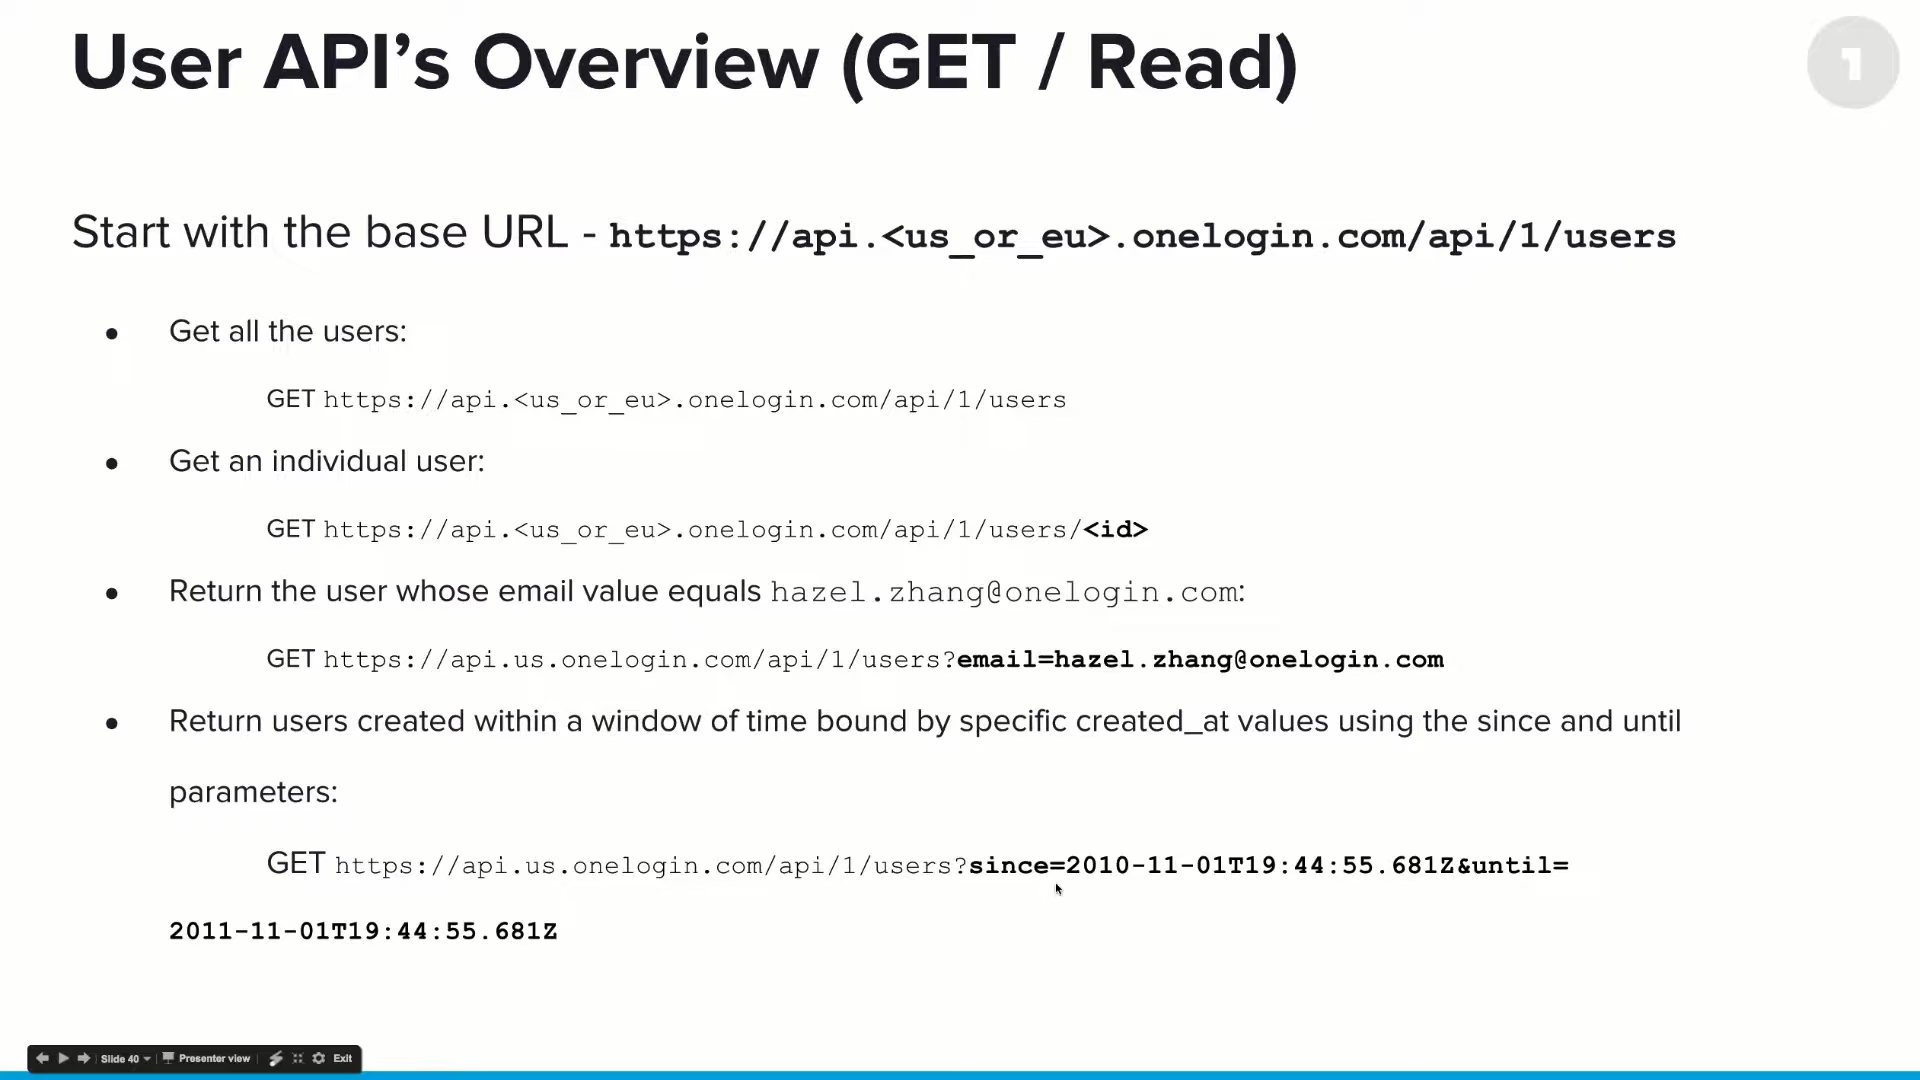 User API’s Overview (GET / Read)
1
Start with the base URL - https://api.<us_or_eu>.onelogin.com/api/1/users
● Get all the users:
GET https://api.<us_or_eu>.onelogin.com/api/1/users
● Get an individual user:
GET https://api.<us_or_eu>.onelogin.com/api/1/users/<id>
● Return the user whose email value equals hazel.zhang@onelogin.com:
GET https://api.us.onelogin.com/api/1/users?email=hazel.zhang@onelogin.com
● Return users created within a window of time bound by specific created_at values using the since and until
parameters:
GET https://api.us.onelogin.com/api/1/users?since=2010-11-01T19:44:55.681Z&until=
2011-11-01T19:44:55.681Z
Slide 40 Presenter view Exit